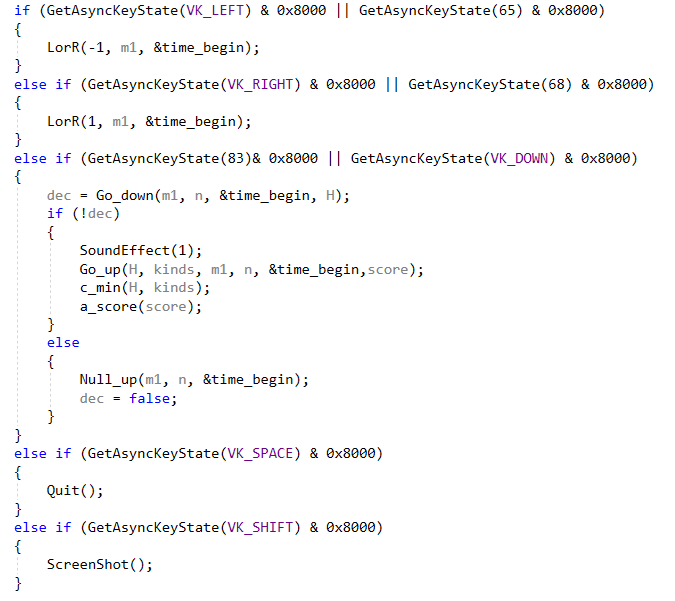 if (GetAsyncKeyState(VK_LEFT) & 0x8000 || GetAsyncKeyState(65) & 0x8000)
{
    LorR(-1, m1, &time_begin);
}
else if (GetAsyncKeyState(VK_RIGHT) & 0x8000 || GetAsyncKeyState(68) & 0x8000)
{
    LorR(1, m1, &time_begin);
}
else if (GetAsyncKeyState(83)& 0x8000 || GetAsyncKeyState(VK_DOWN) & 0x8000)
{
    dec = Go_down(m1, n, &time_begin, H);
    if (!dec)
    {
        SoundEffect(1);
        Go_up(H, kinds, m1, n, &time_begin,score);
        c_min(H, kinds);
        a_score(score);
    }
    else
    {
        Null_up(m1, n, &time_begin);
        dec = false;
    }
}
else if (GetAsyncKeyState(VK_SPACE) & 0x8000)
{
    Quit();
}
else if (GetAsyncKeyState(VK_SHIFT) & 0x8000)
{
    ScreenShot();
}